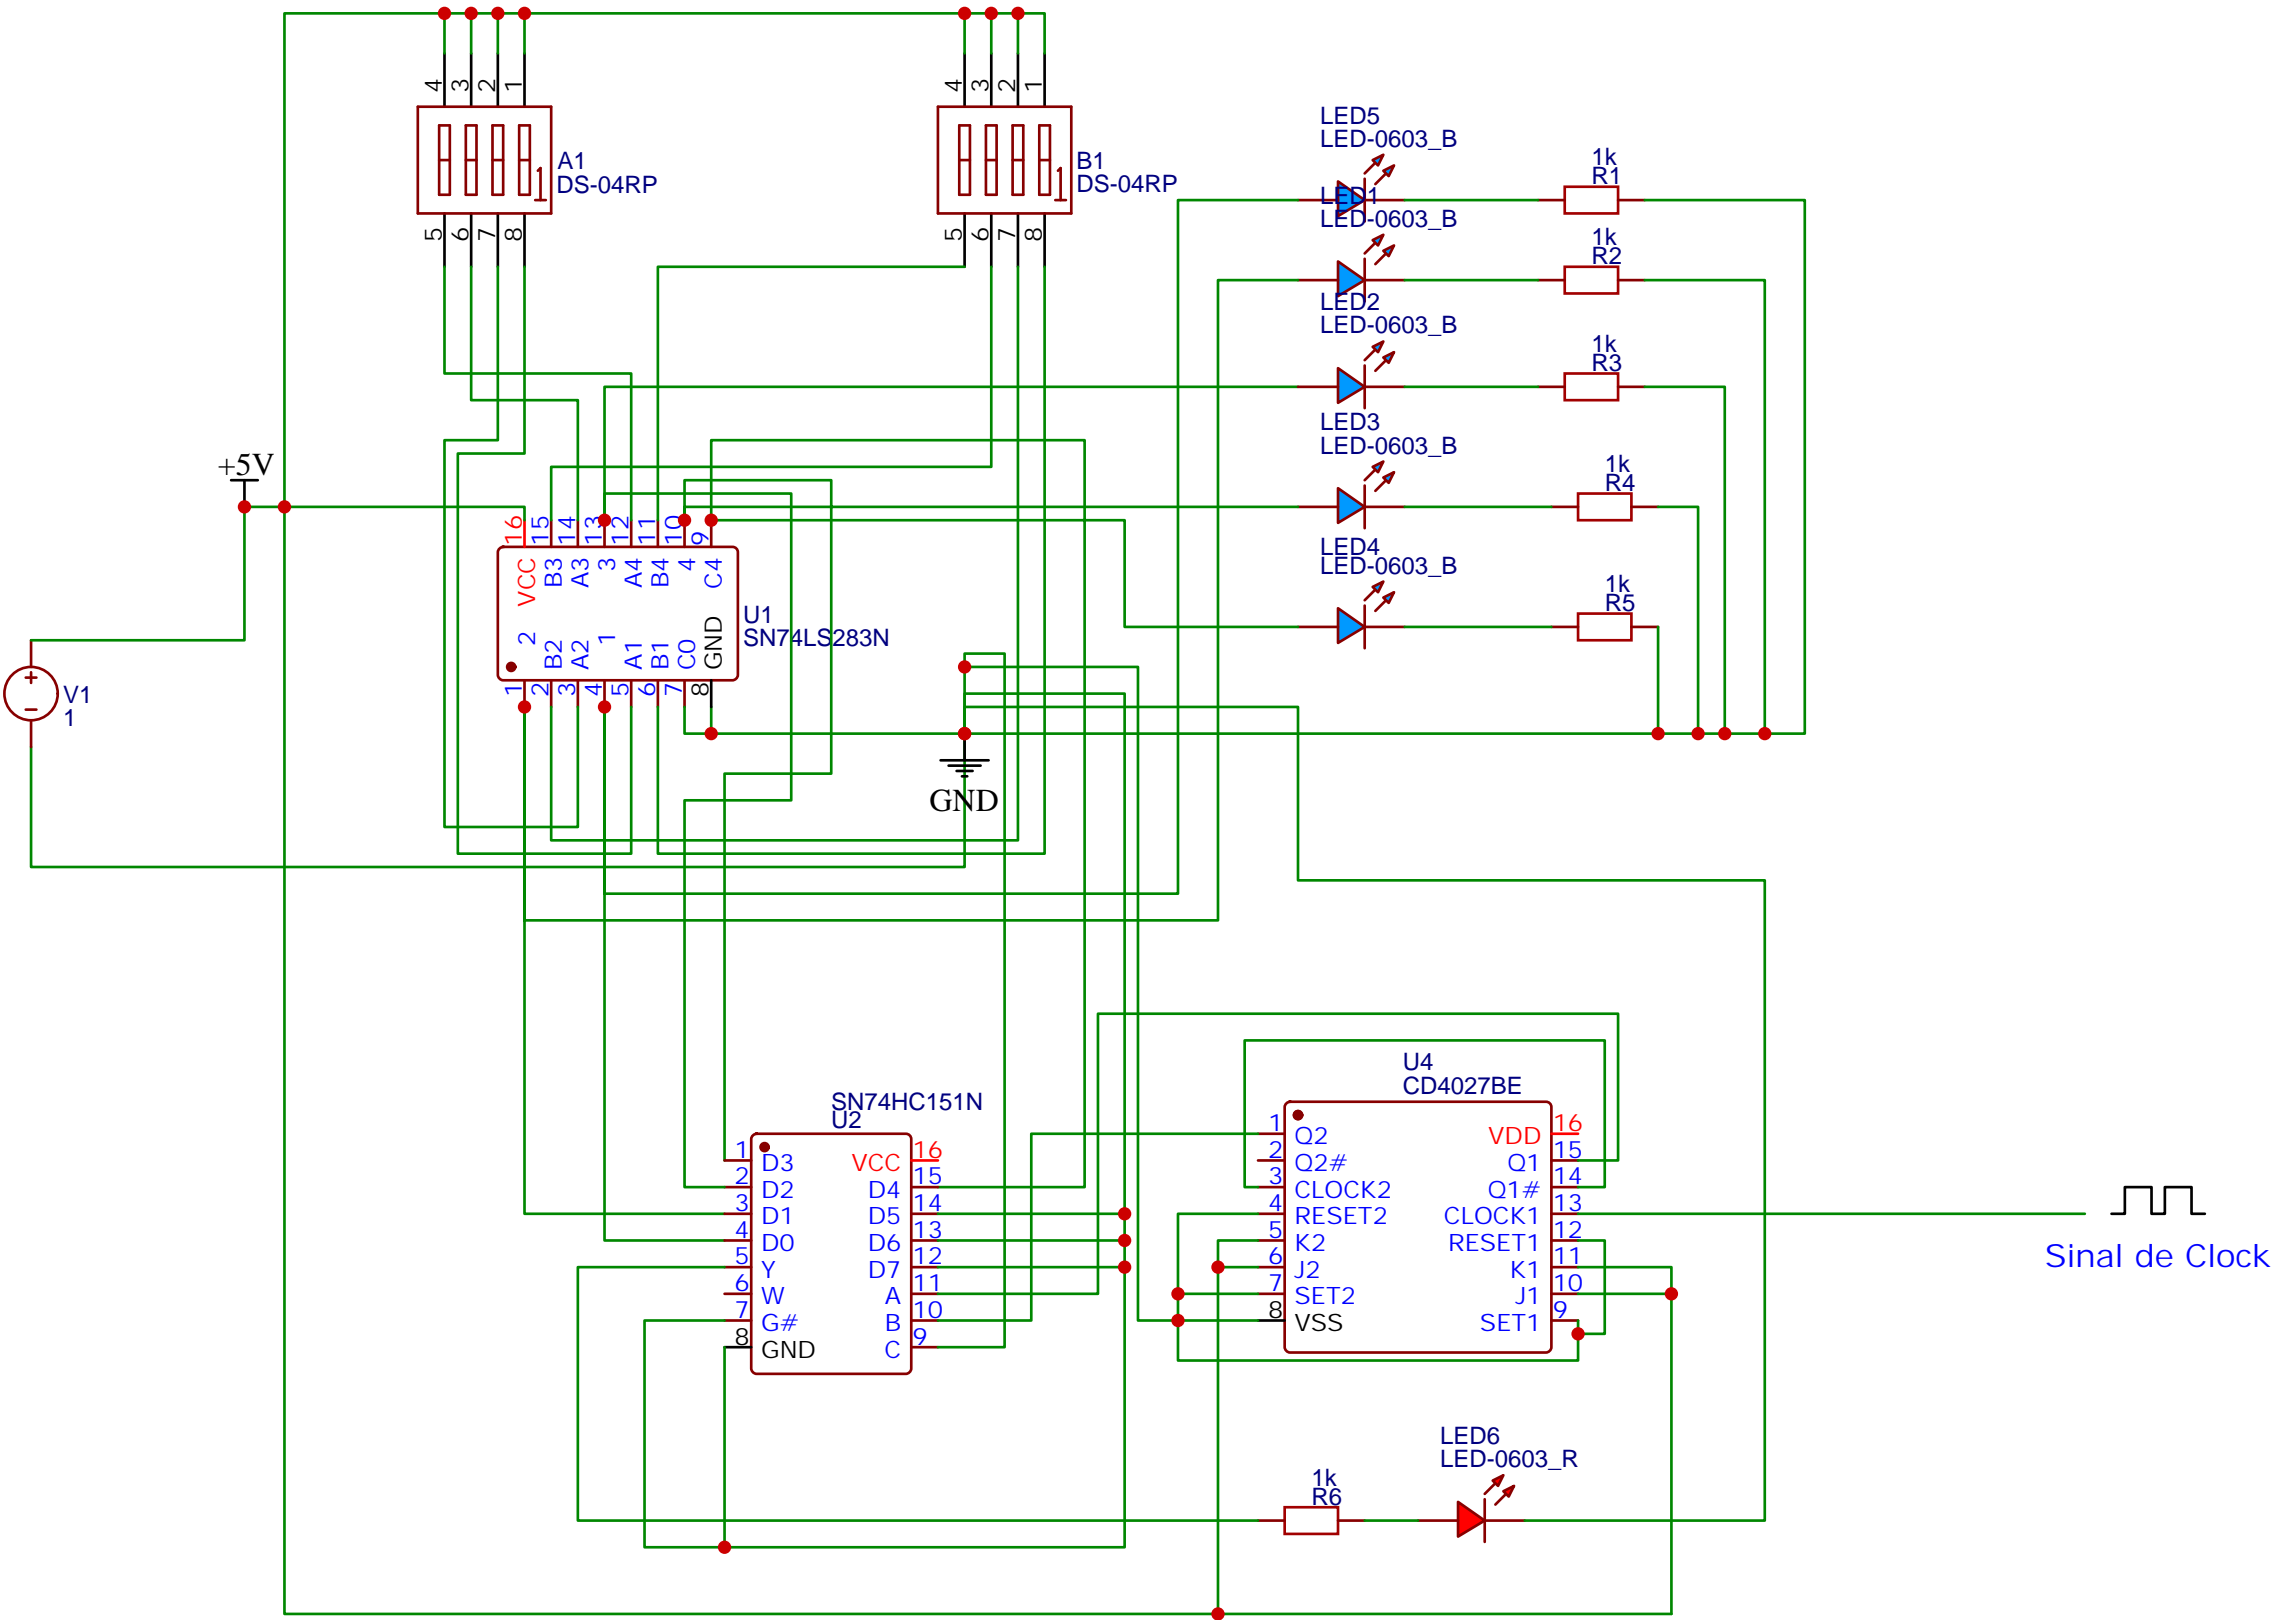 4 3 2 1
1
A1
DS-04RP
5 6 7 8
4 3 2 1
1
B1
DS-04RP
5 6 7 8
LED5
LED-0603_B
1k
R1
LED1
LED-0603_B
1k
R2
LED2
LED-0603_B
1k
R3
LED3
LED-0603_B
1k
R4
LED4
LED-0603_B
1k
R5
+5V
16 15 14 13 12 11 10 9
VCC B3 A3 3 A4 B4 4 C4
2 B2 A2 1 A1 B1 C0 GND
1 2 3 4 5 6 7 8
U1
SN74LS283N
V1
1
GND
SN74HC151N
U2
1 D3 VCC 16
2 D2 D4 15
3 D1 D5 14
4 D0 D6 13
5 Y D7 12
6 W A 11
7 G# B 10
8 GND C 9
U4
CD4027BE
1 Q2 VDD 16
2 Q2# Q1 15
3 CLOCK2 Q1# 14
4 RESET2 CLOCK1 13
5 K2 RESET1 12
6 J2 K1 11
7 SET2 J1 10
8 VSS SET1 9
Sinal de Clock
LED6
LED-0603_R
1k
R6